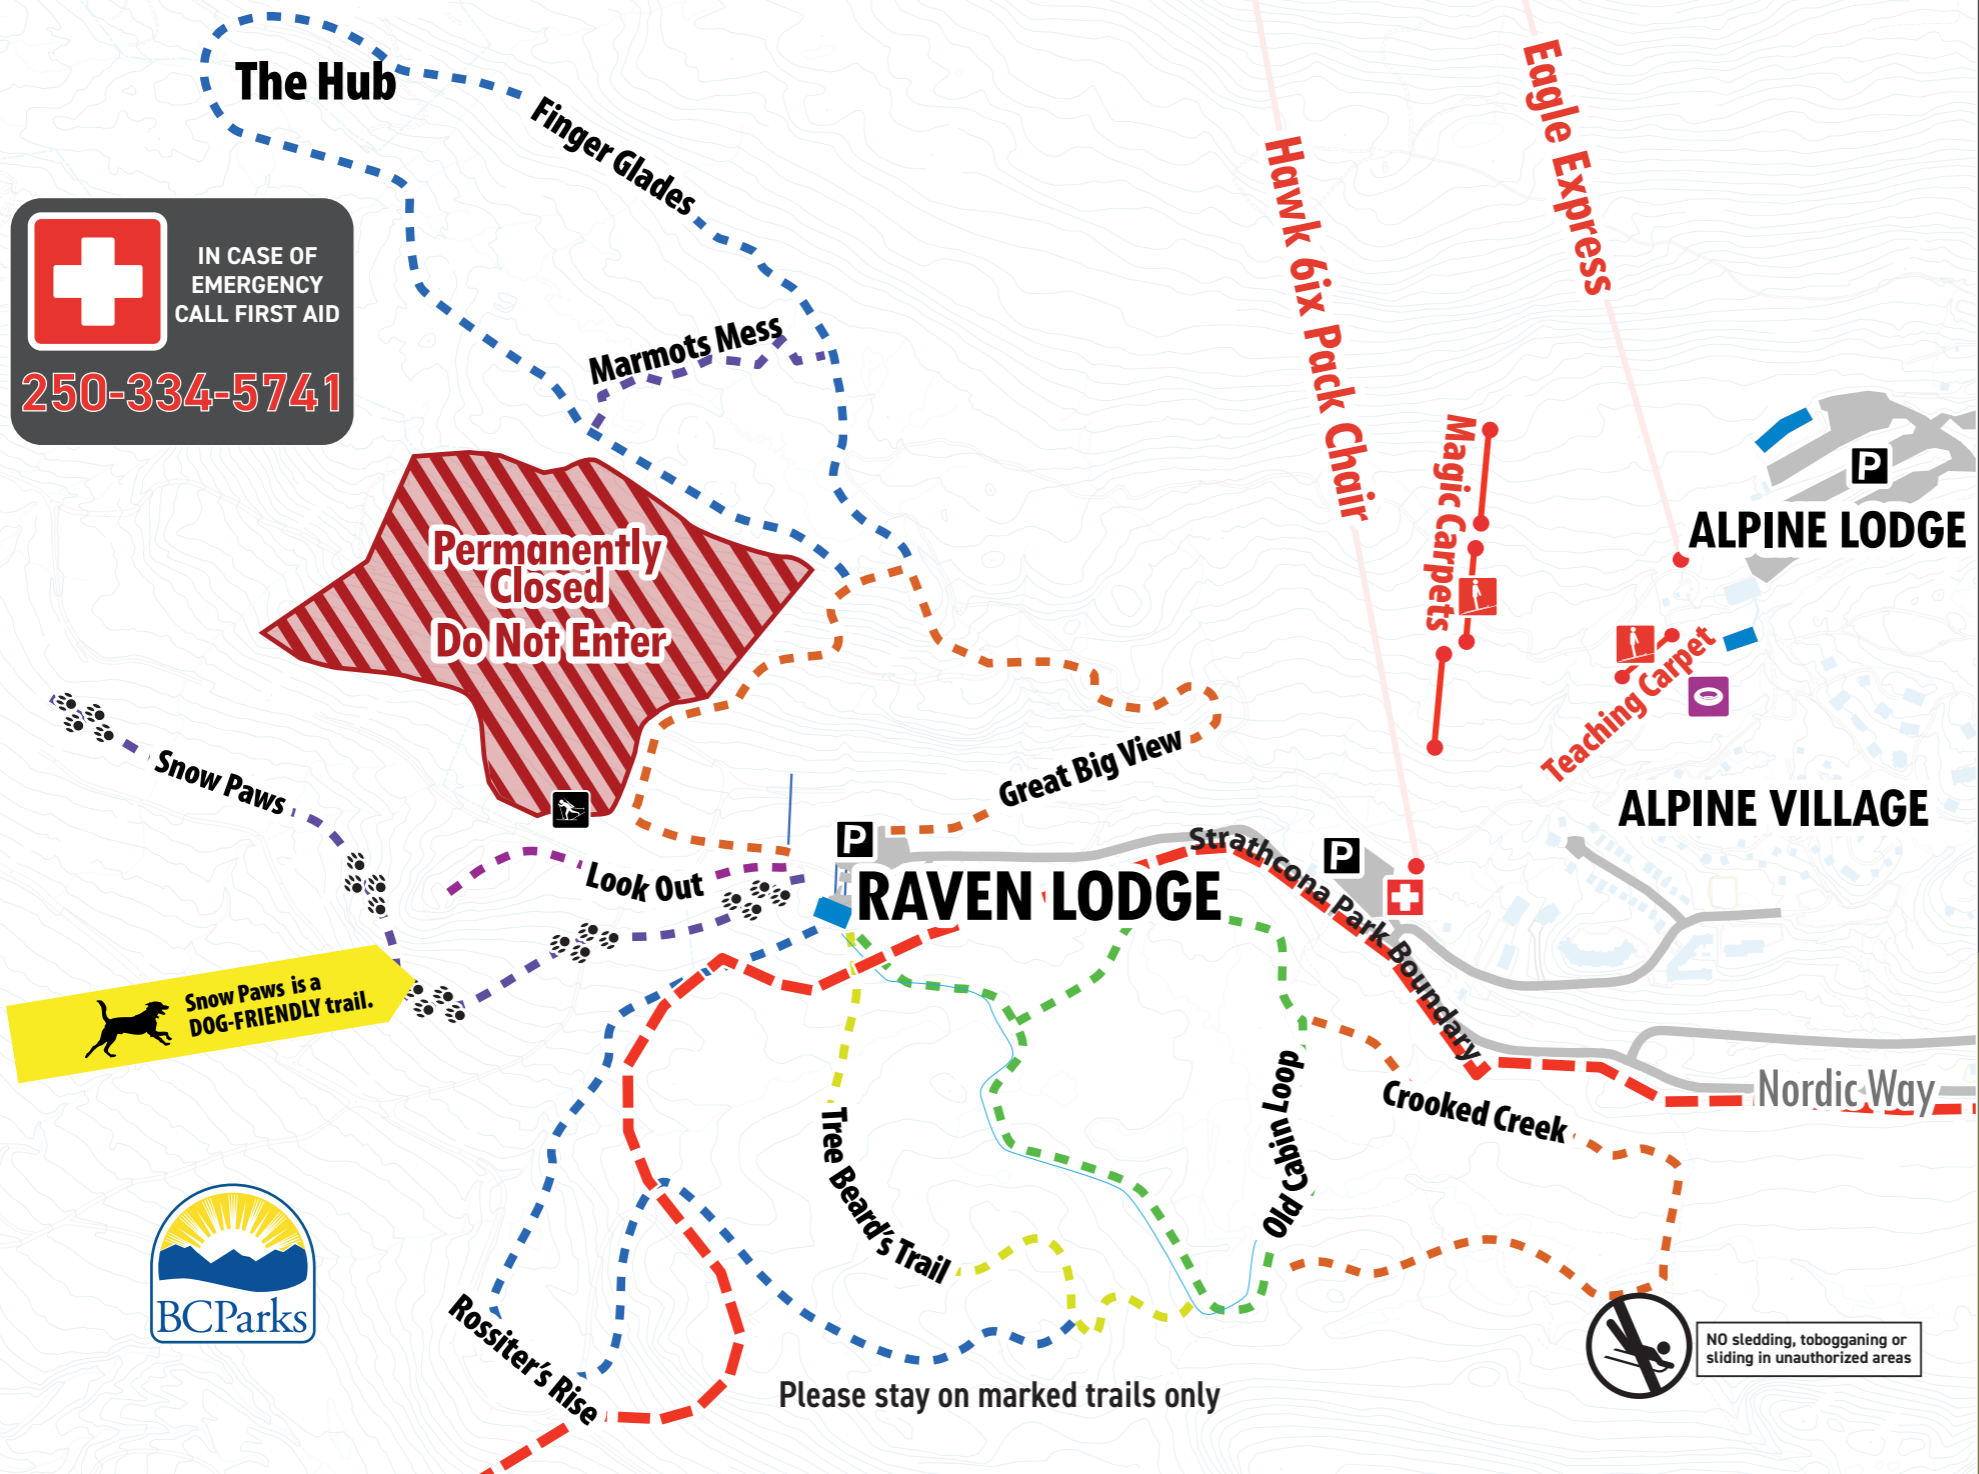 The Hub
Finger Glades
Eagle Express
Hawk 6ix Pack Chair
IN CASE OF
EMERGENCY
CALL FIRST AID
250-334-5741
Marmots Mess
Magic Carpets
P
ALPINE LODGE
Permanently
Closed
Do Not Enter
Teaching Carpet
Snow Paws
Great Big View
ALPINE VILLAGE
P
Strathcona Park Boundary
P
Look Out
RAVEN LODGE
Snow Paws is a
DOG-FRIENDLY trail.
Old Cabin Loop
Crooked Creek
Nordic Way
Tree Beard's Trail
BCParks
Rossiter's Rise
NO sledding, tobogganing or
sliding in unauthorized areas
Please stay on marked trails only